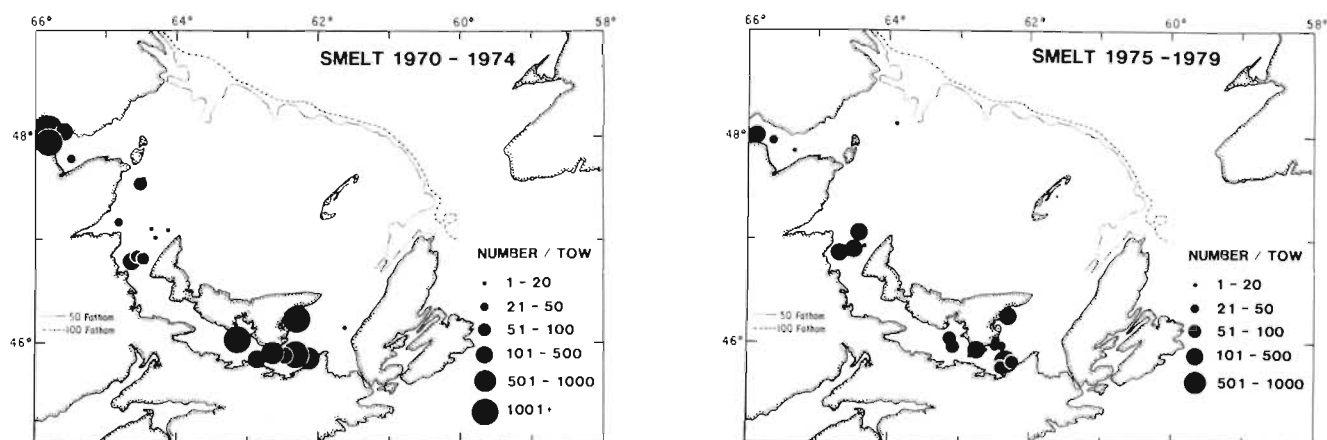 66° 64° 62° 60° 58°
SMELT 1970 - 1974
48°
46°
50 Fathom
100 Fathom
NUMBER / TOW
1 - 20
21 - 50
51 - 100
101 - 500
501 - 1000
1001+
66° 64° 62° 60° 58°
SMELT 1975 -1979
48°
46°
50 Fathom
100 Fathom
NUMBER / TOW
1 - 20
21 - 50
51 - 100
101 - 500
501 - 1000